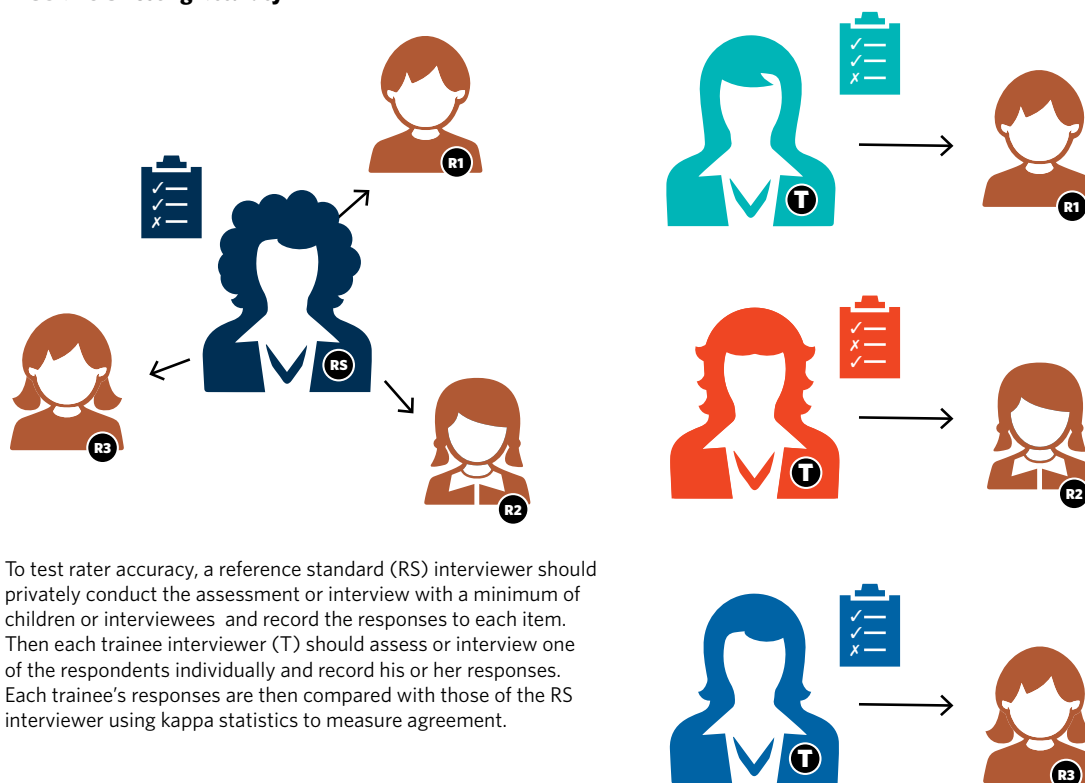 R1
T
R1
RS
R3
R2
T
R2
To test rater accuracy, a reference standard (RS) interviewer should
privately conduct the assessment or interview with a minimum of
children or interviewees and record the responses to each item.
Then each trainee interviewer (T) should assess or interview one
of the respondents individually and record his or her responses.
Each trainee's responses are then compared with those of the RS
interviewer using kappa statistics to measure agreement.
T
R3